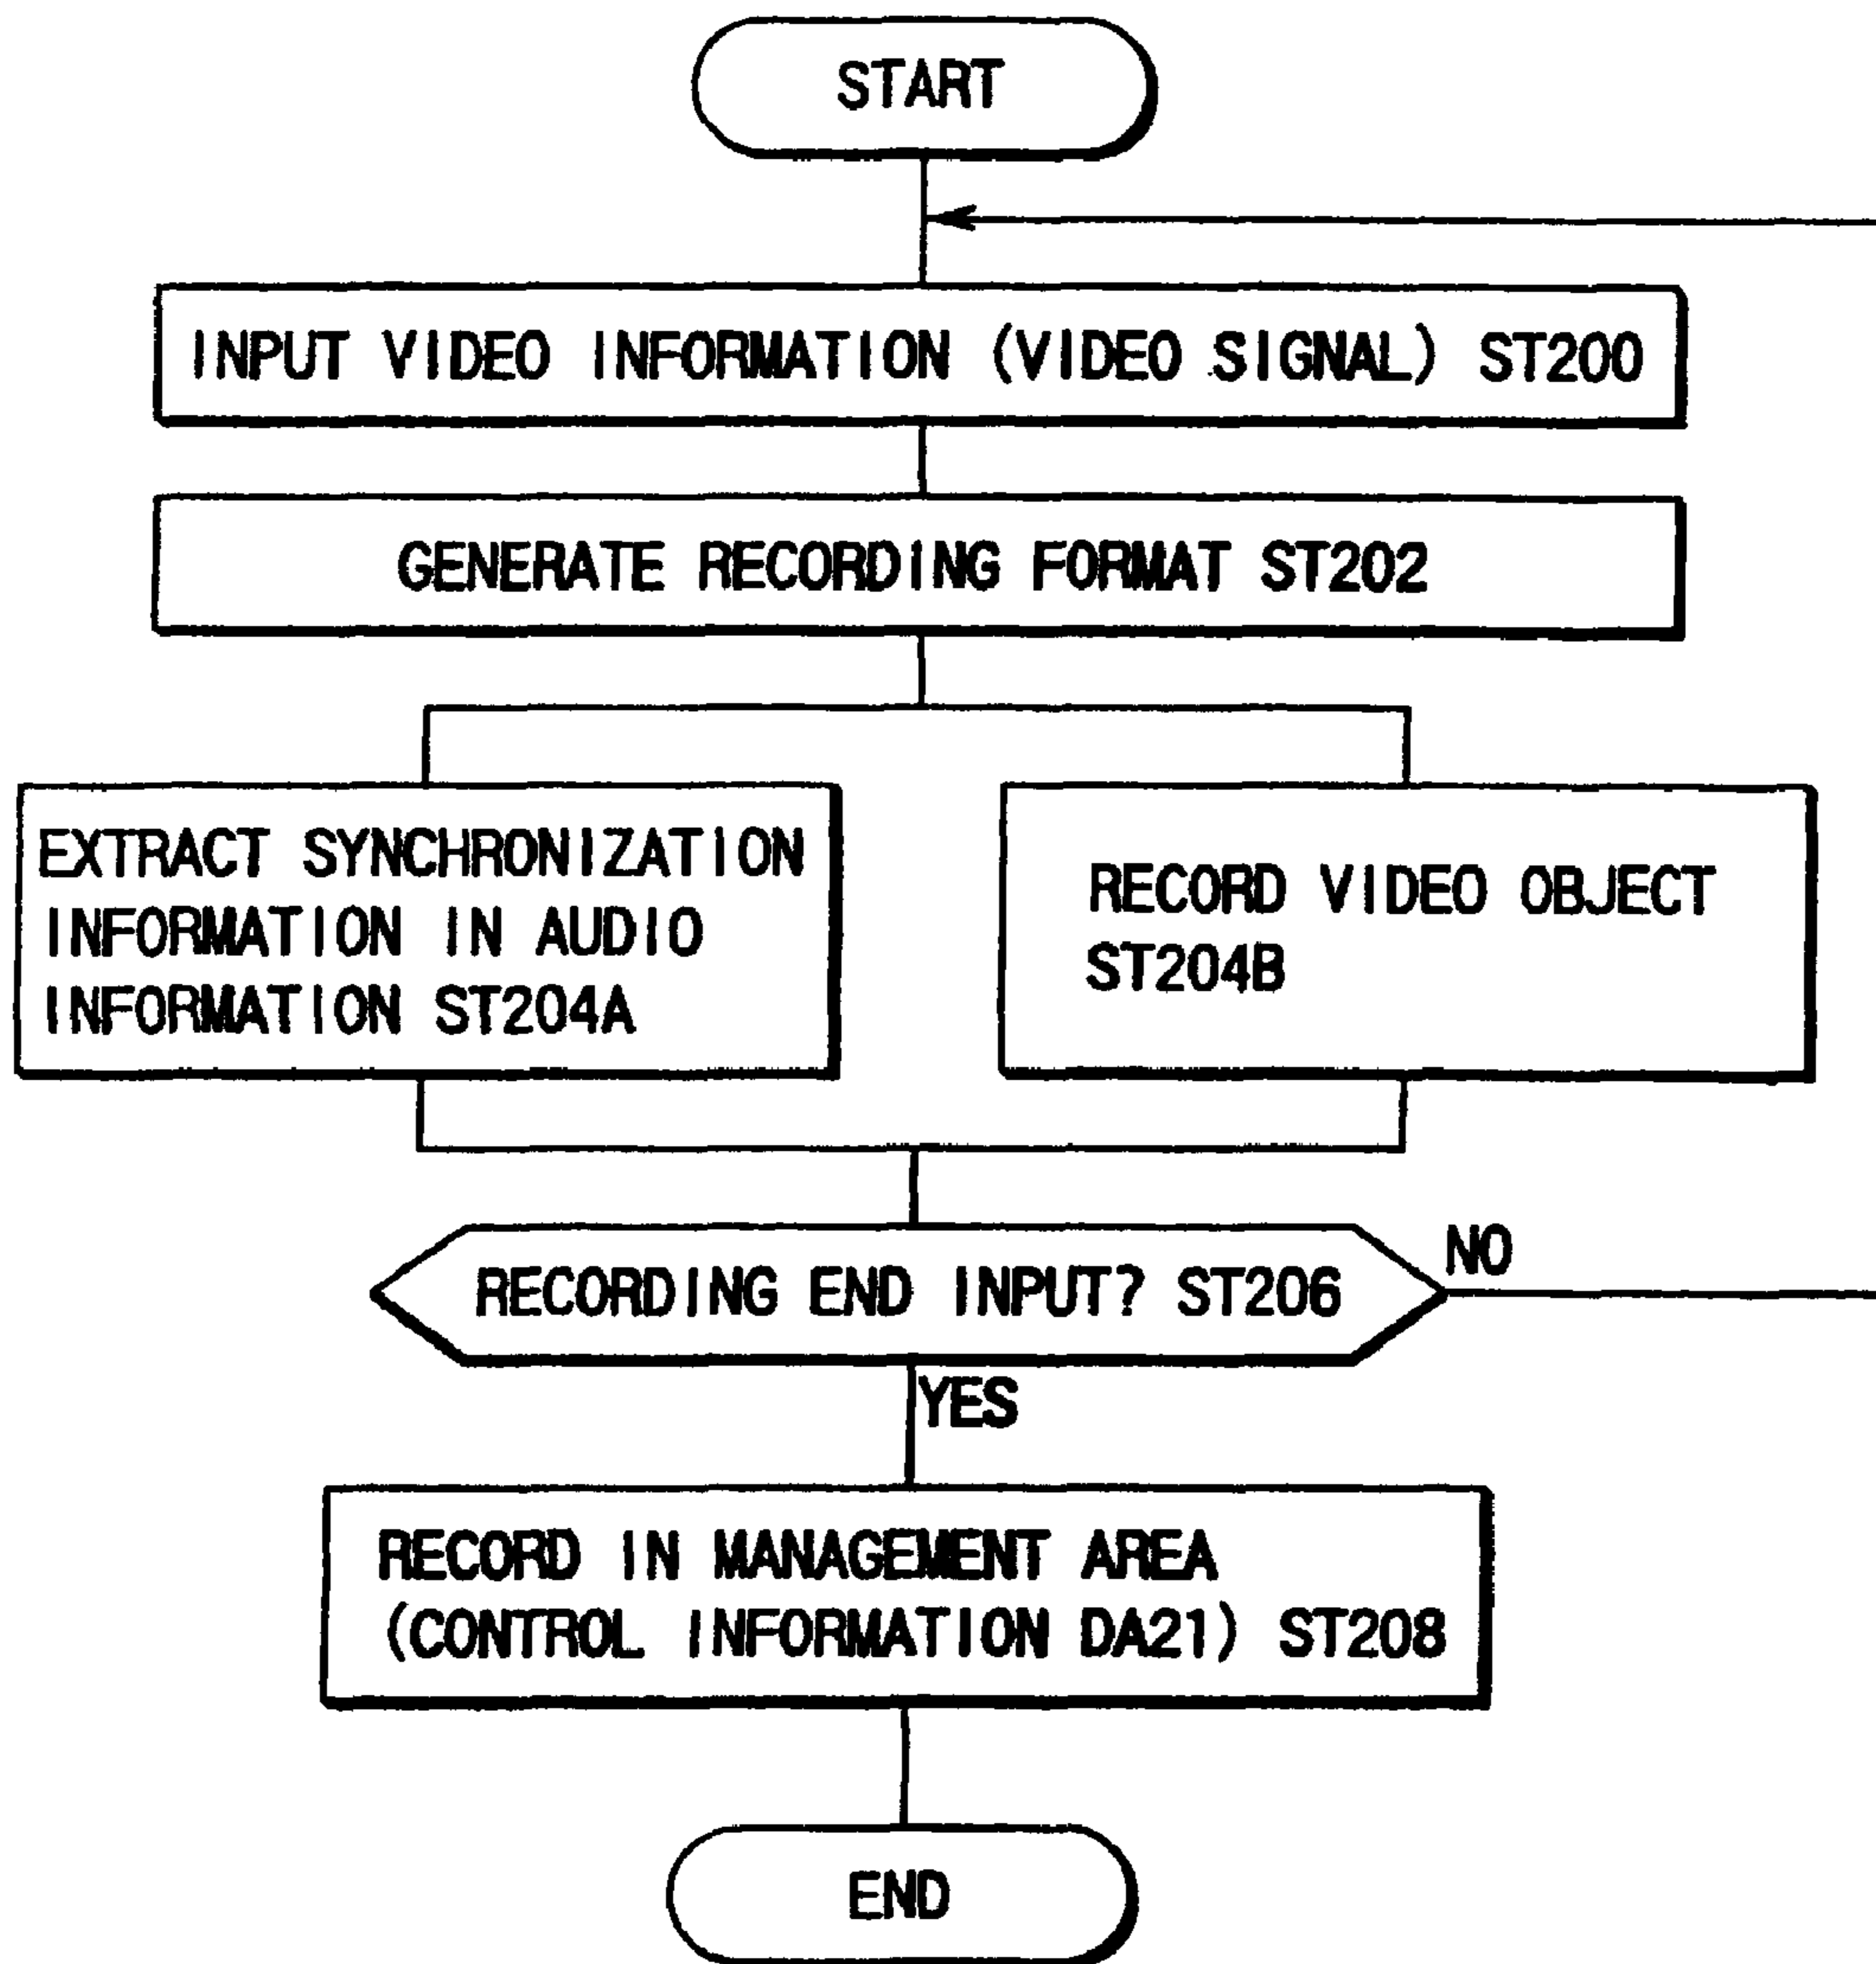 START
INPUT VIDEO INFORMATION (VIDEO SIGNAL) ST200
GENERATE RECORDING FORMAT ST202
EXTRACT SYNCHRONIZATION
INFORMATION IN AUDIO
INFORMATION ST204A
RECORD VIDEO OBJECT
ST204B
RECORDING END INPUT? ST206
NO
YES
RECORD IN MANAGEMENT AREA
(CONTROL INFORMATION DA21) ST208
END